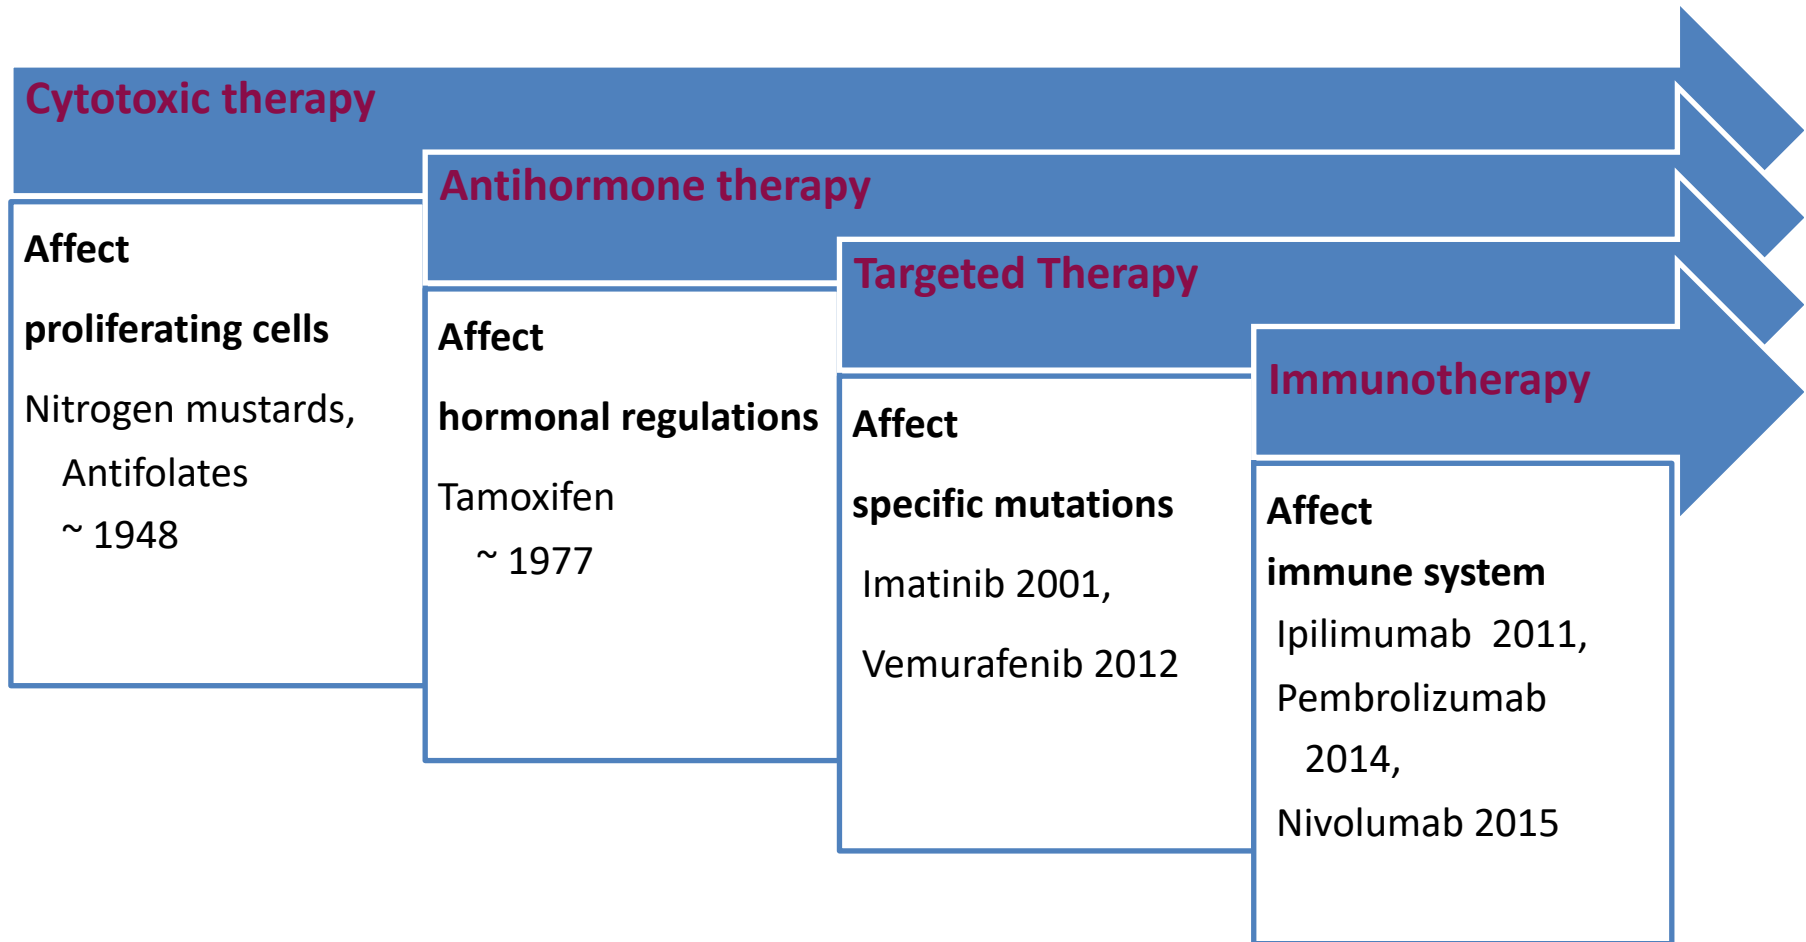 Cytotoxic therapy
Affect
proliferating cells
Nitrogen mustards,
Antifolates
~ 1948
Antihormone therapy
Affect
hormonal regulations
Tamoxifen
~ 1977
Targeted Therapy
Affect
specific mutations
Imatinib 2001,
Vemurafenib 2012
Immunotherapy
Affect
immune system
Ipilimumab 2011,
Pembrolizumab
2014,
Nivolumab 2015